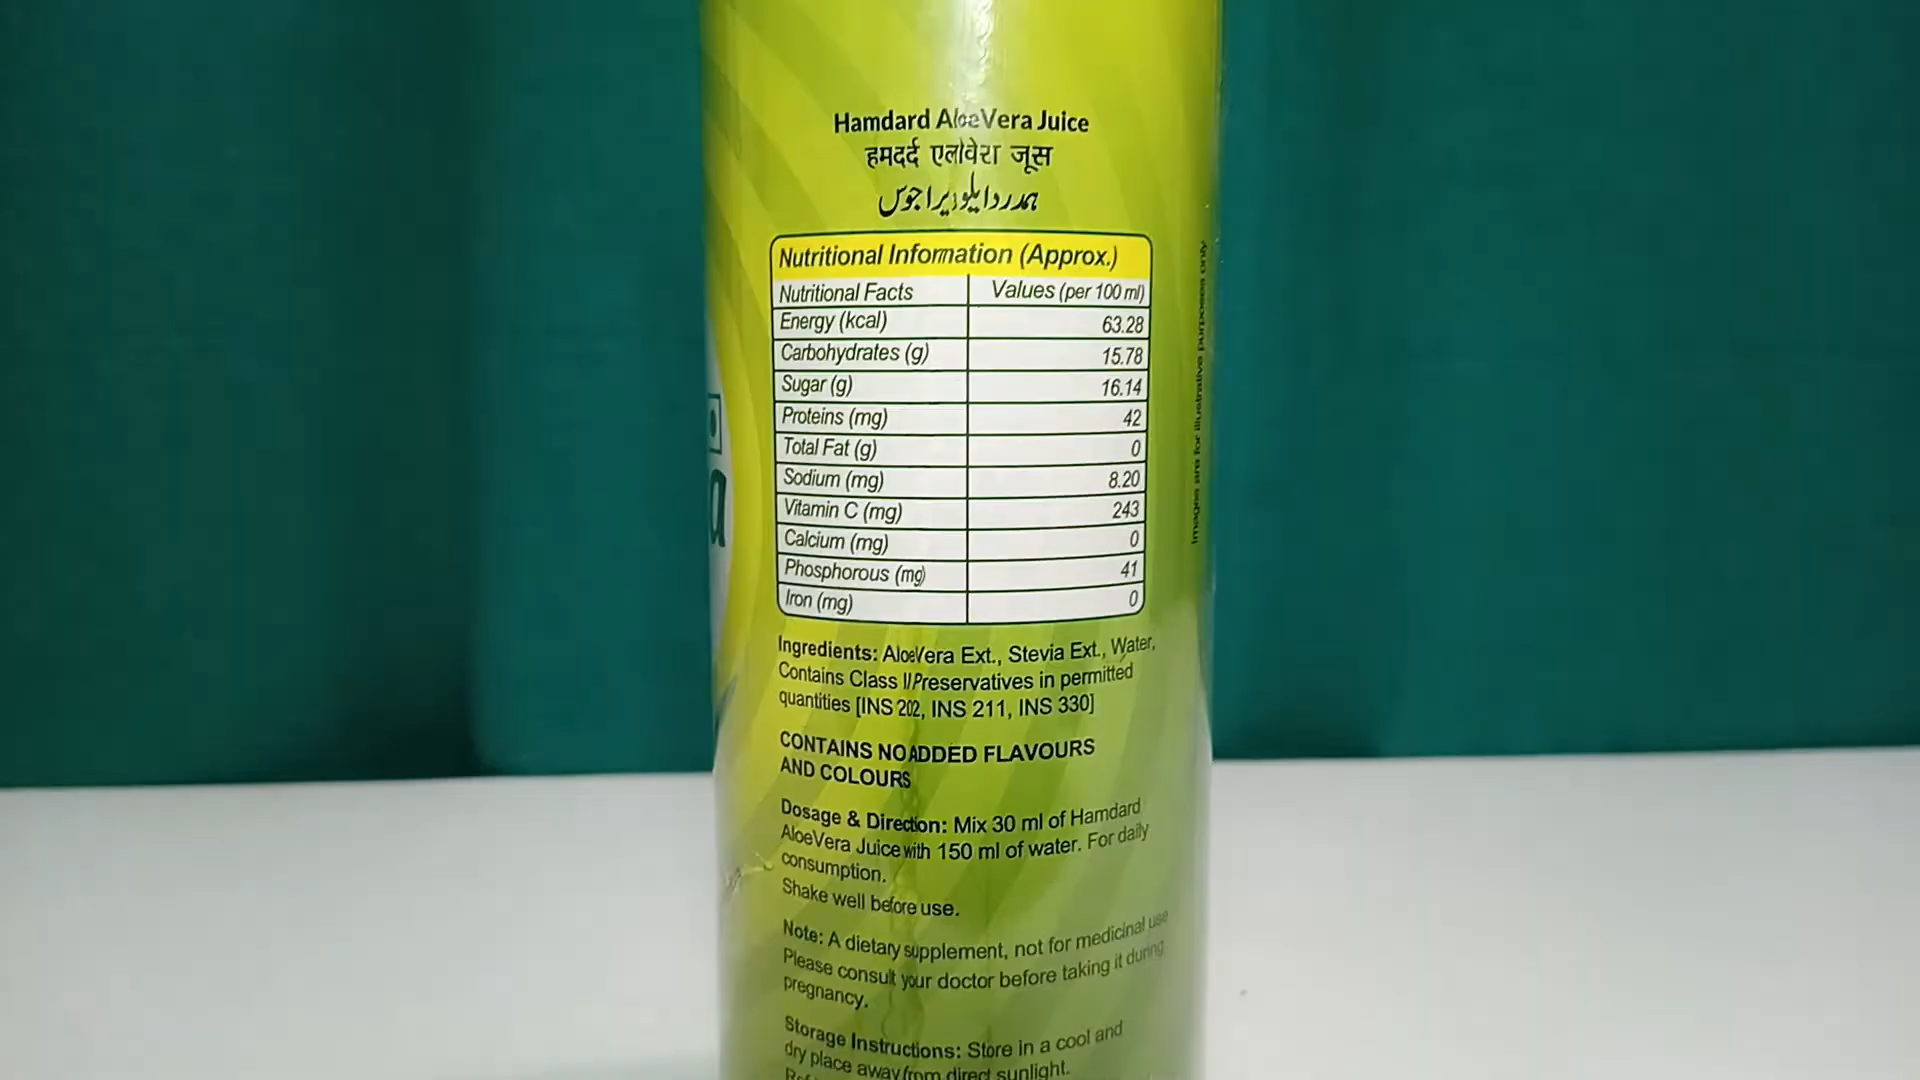 Hamdard AloeVera Juice
हमदर्द एलोवेरा जूस
ہمدرد ایلوویرا جوس
Nutritional Information (Approx.)
Nutritional Facts Values (per 100 ml)
Energy (kcal) 63.28
Carbohydrates (g) 15.78
Sugar (g) 16.14
Proteins (mg) 42
Total Fat (g) 0
Sodium (mg) 8.20
Vitamin C (mg) 243
Calcium (mg) 0
Phosphorous (mg) 41
Iron (mg) 0
Ingredients: AloeVera Ext., Stevia Ext., Water,
Contains Class II Preservatives in permitted
quantities [INS 202, INS 211, INS 330]
CONTAINS NO ADDED FLAVOURS
AND COLOURS
Dosage & Direction: Mix 30 ml of Hamdard
AloeVera Juice with 150 ml of water. For daily
consumption.
Shake well before use.
Note: A dietary supplement, not for medicinal use
Please consult your doctor before taking it during
pregnancy.
Storage Instructions: Store in a cool and
dry place away from direct sunlight.
Images are for illustrative purposes only
a